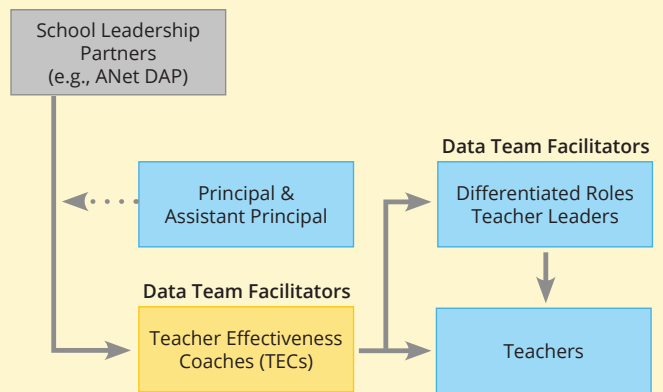 School Leadership
Partners
(e.g., ANet DAP)
Data Team Facilitators
Principal &
Assistant Principal
Differentiated Roles
Teacher Leaders
Data Team Facilitators
Teacher Effectiveness
Coaches (TECs)
Teachers